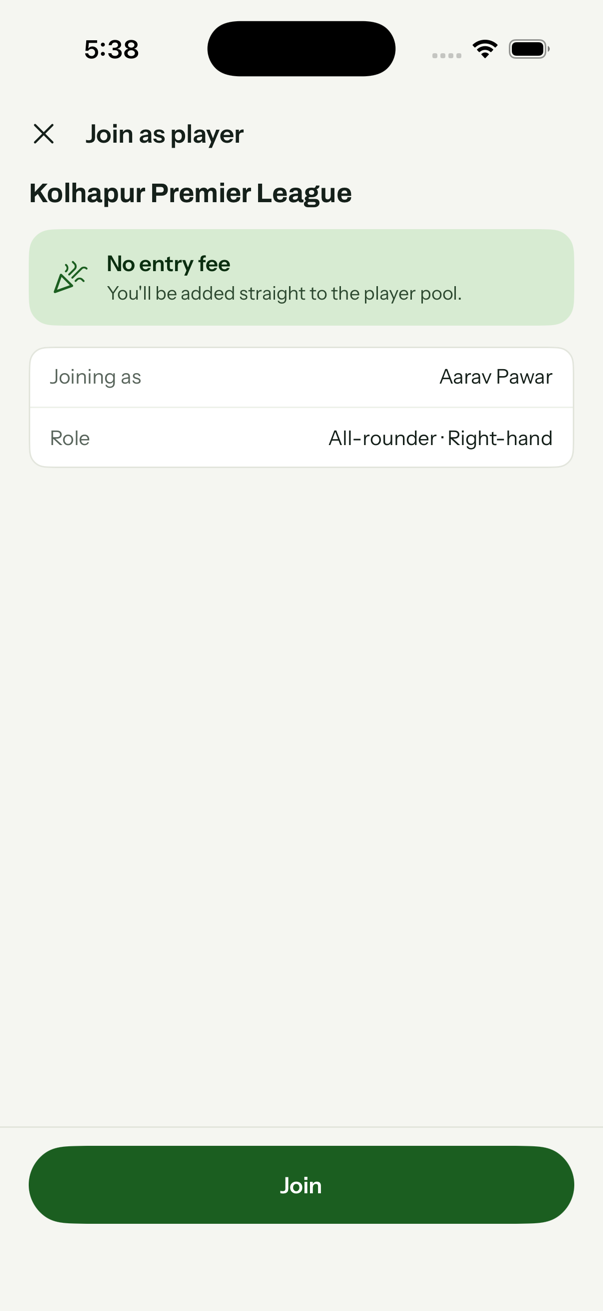 5:38
Join as player
Kolhapur Premier League
No entry fee
You'll be added straight to the player pool.
Joining as Aarav Pawar
Role All-rounder · Right-hand
Join